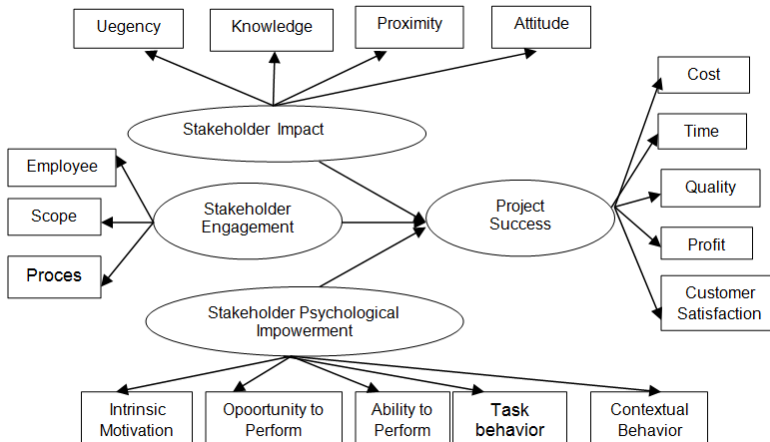 Uegency
Knowledge
Proximity
Attitude
Stakeholder Impact
Cost
Time
Quality
Profit
Customer
Satisfaction
Employee
Scope
Proces
Stakeholder
Engagement
Project
Success
Stakeholder Psychological
Impowerment
Intrinsic
Motivation
Opoortunity to
Perform
Ability to
Perform
Task
behavior
Contextual
Behavior